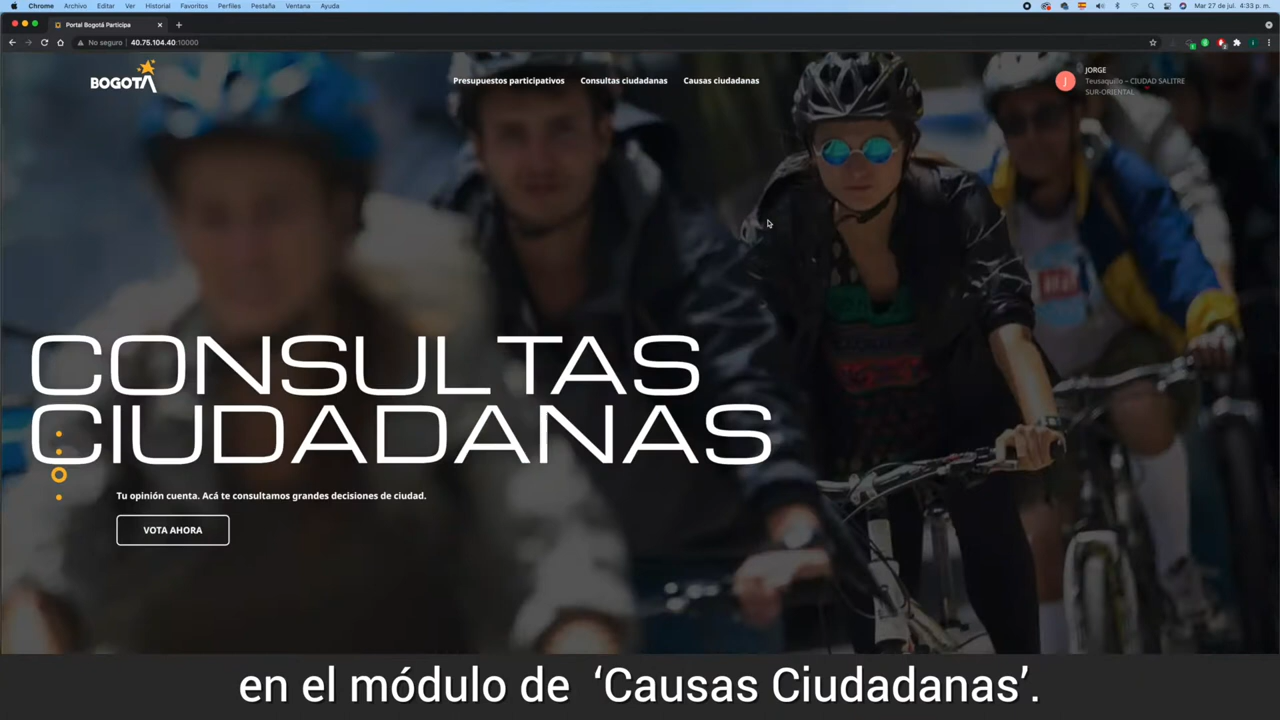 Chrome Archivo Editar Ver Historial Favoritos Perfiles Pestaña Ventana Ayuda
Mar 27 de jul. 4:33 p. m.
Portal Bogotá Participa
No seguro 40.75.104.40:10000
BOGOTÁ
Presupuestos participativos Consultas ciudadanas Causas ciudadanas
J
JORGE
Teusaquillo – CIUDAD SALITRE
SUR-ORIENTAL
CONSULTAS
CIUDADANAS
Tu opinión cuenta. Acá te consultamos grandes decisiones de ciudad.
VOTA AHORA
en el módulo de ‘Causas Ciudadanas’.